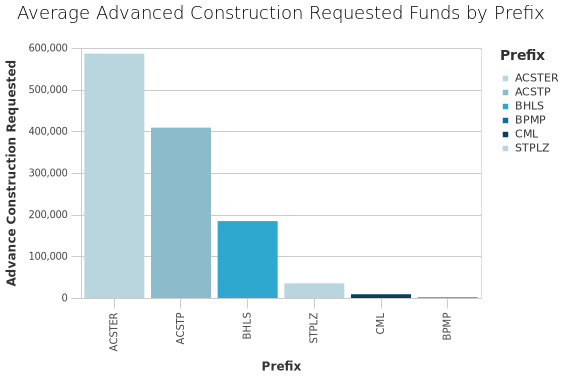 Average Advanced Construction Requested Funds by Prefix
Advance Construction Requested
600,000
500,000
400,000
300,000
200,000
100,000
0
ACSTER
ACSTP
BHLS
STPLZ
CML
BPMP
Prefix
Prefix
ACSTER
ACSTP
BHLS
BPMP
CML
STPLZ